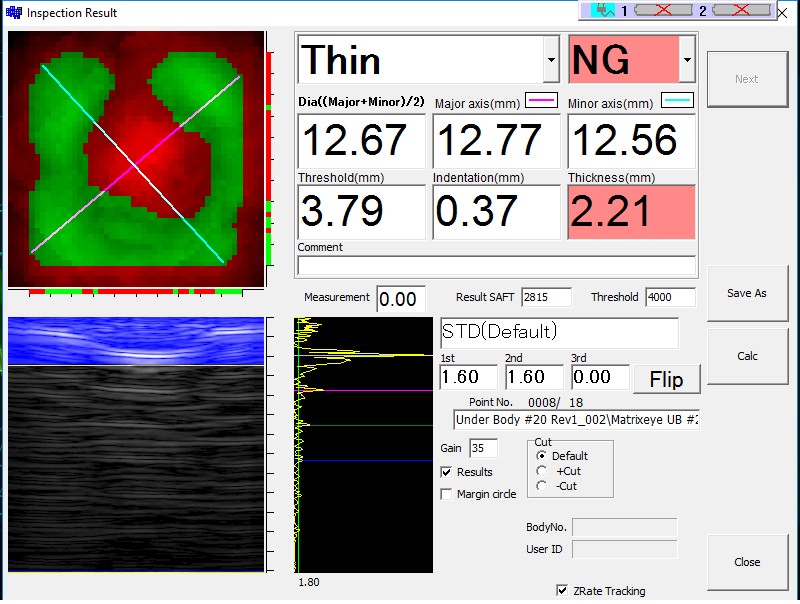 Inspection Result
1 2
Thin NG
Next
Dia((Major+Minor)/2) Major axis(mm) Minor axis(mm)
12.67 12.77 12.56
Threshold(mm) Indentation(mm) Thickness(mm)
3.79 0.37 2.21
Comment
Measurement 0.00 Result SAFT 2815 Threshold 4000
Save As
STD(Default)
Calc
1st 2nd 3rd
1.60 1.60 0.00 Flip
Point No. 0008/ 18
Under Body #20 Rev1_002\Matrixeye UB #2
Gain 35
Cut
Default
+Cut
-Cut
Results
Margin circle
BodyNo.
User ID
Close
1.80
ZRate Tracking